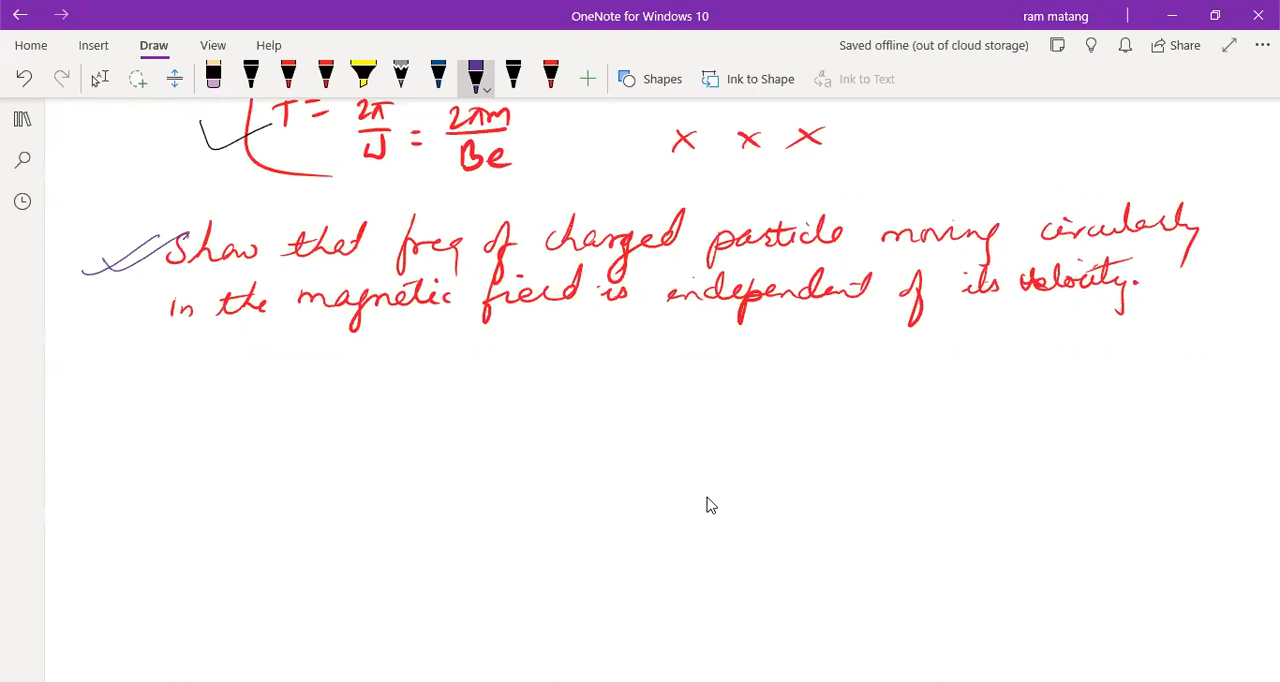 OneNote for Windows 10
ram matang
Home Insert Draw View Help
Saved offline (out of cloud storage)
Share
Shapes
Ink to Shape
Ink to Text
T = 2π/ω = 2πm/Be
x x x
Show that freq of charged particle moving circularly
in the magnetic field is independent of its velocity.